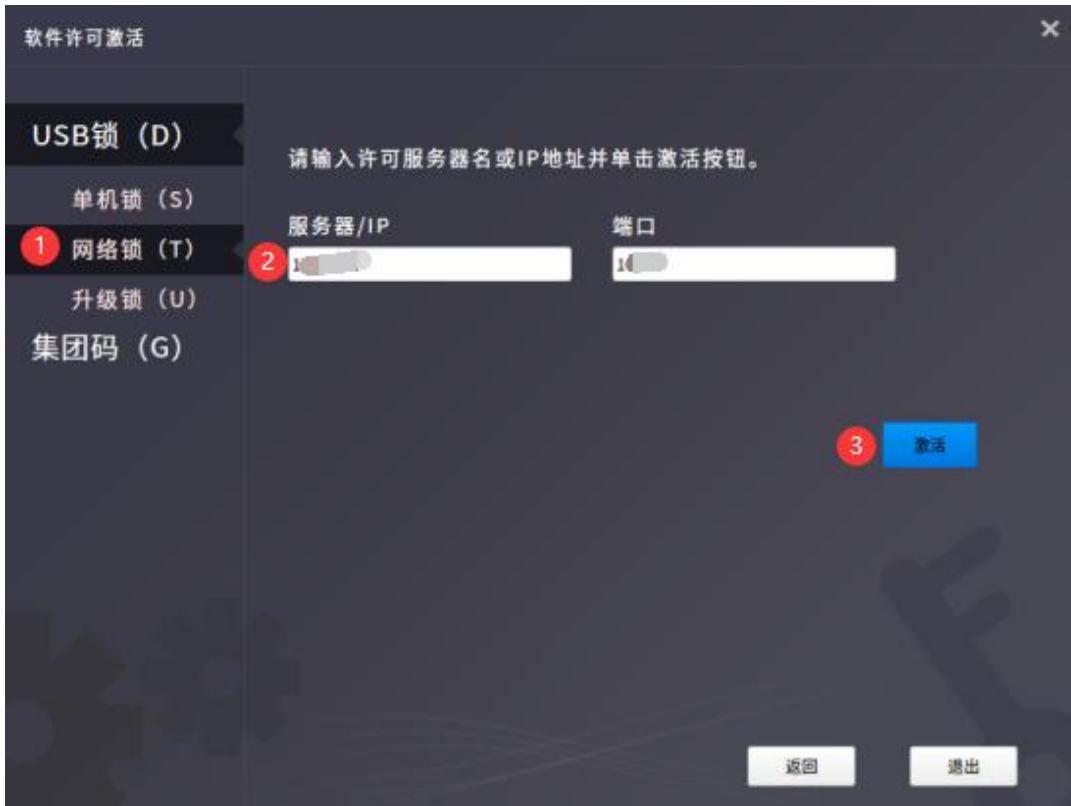 软件许可激活
×
USB锁（D）
请输入许可服务器名或IP地址并单击激活按钮。
单机锁（S）
服务器/IP
端口
1
网络锁（T）
2
1
1
升级锁（U）
集团码（G）
3
激活
返回
退出